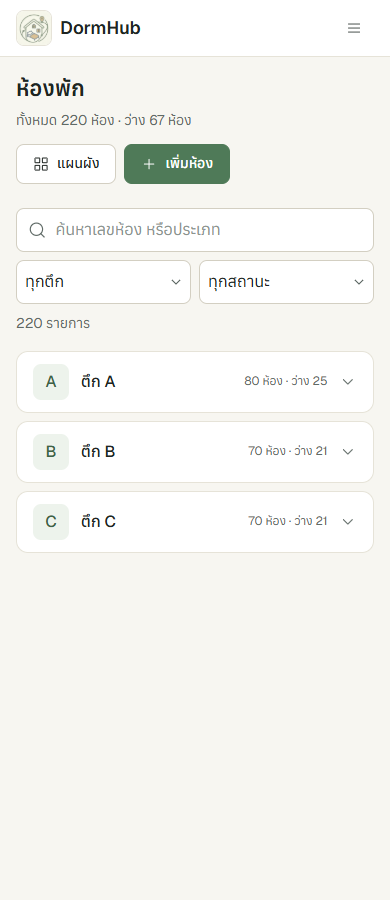 DormHub
ห้องพัก
ทั้งหมด 220 ห้อง · ว่าง 67 ห้อง
แผนผัง
เพิ่มห้อง
ค้นหาเลขห้อง หรือประเภท
ทุกตึก
ทุกสถานะ
220 รายการ
A ตึก A 80 ห้อง · ว่าง 25
B ตึก B 70 ห้อง · ว่าง 21
C ตึก C 70 ห้อง · ว่าง 21